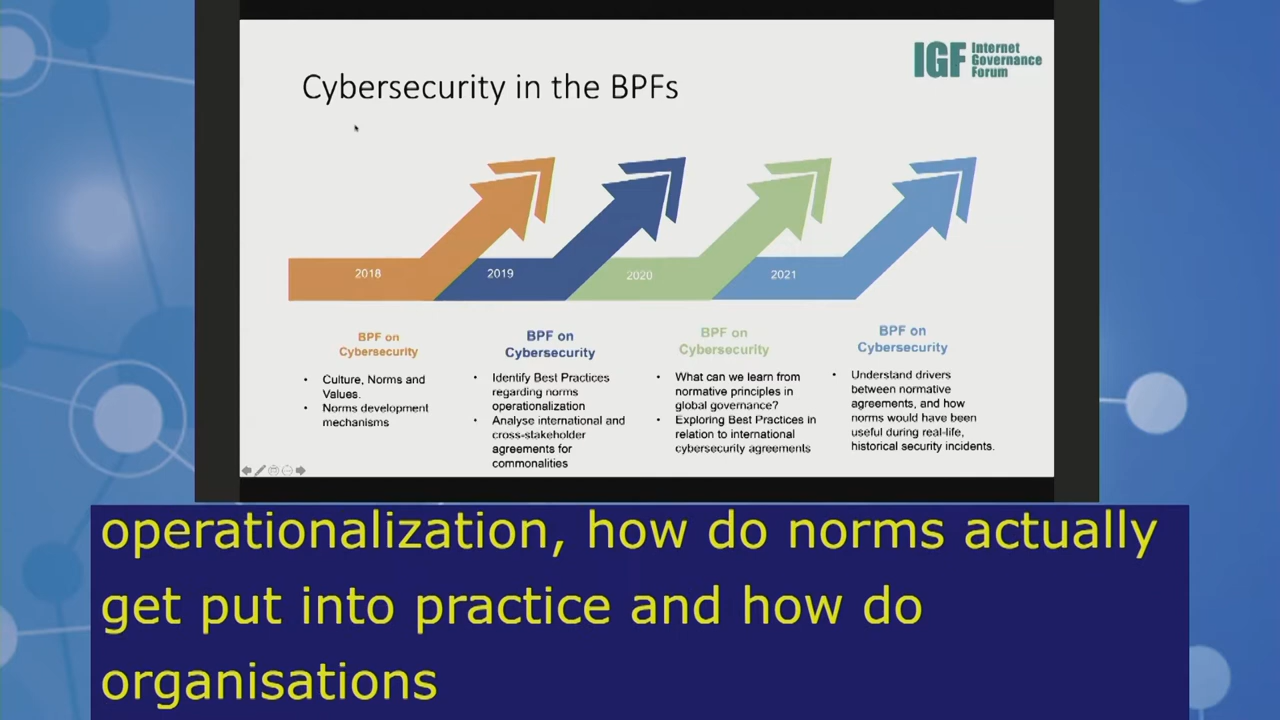 Cybersecurity in the BPFs
IGF
Internet
Governance
Forum
2018
2019
2020
2021
BPF on
Cybersecurity
• Culture, Norms and
Values.
• Norms development
mechanisms
BPF on
Cybersecurity
• Identify Best Practices
regarding norms
operationalization
• Analyse international and
cross-stakeholder
agreements for
commonalities
BPF on
Cybersecurity
• What can we learn from
normative principles in
global governance?
• Exploring Best Practices in
relation to international
cybersecurity agreements
BPF on
Cybersecurity
• Understand drivers
between normative
agreements, and how
norms would have been
useful during real-life,
historical security incidents.
operationalization, how do norms actually
get put into practice and how do
organisations